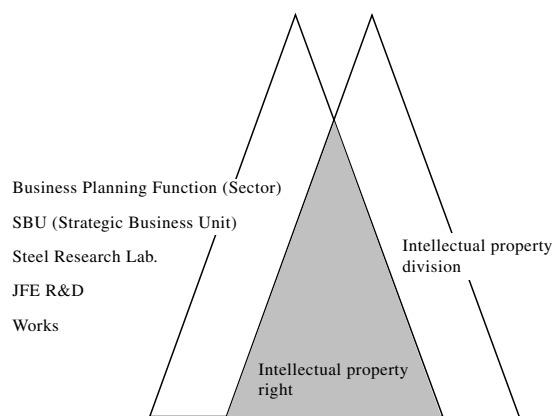 Business Planning Function (Sector)
SBU (Strategic Business Unit)
Steel Research Lab.
JFE R&D
Works
Intellectual property
division
Intellectual property
right